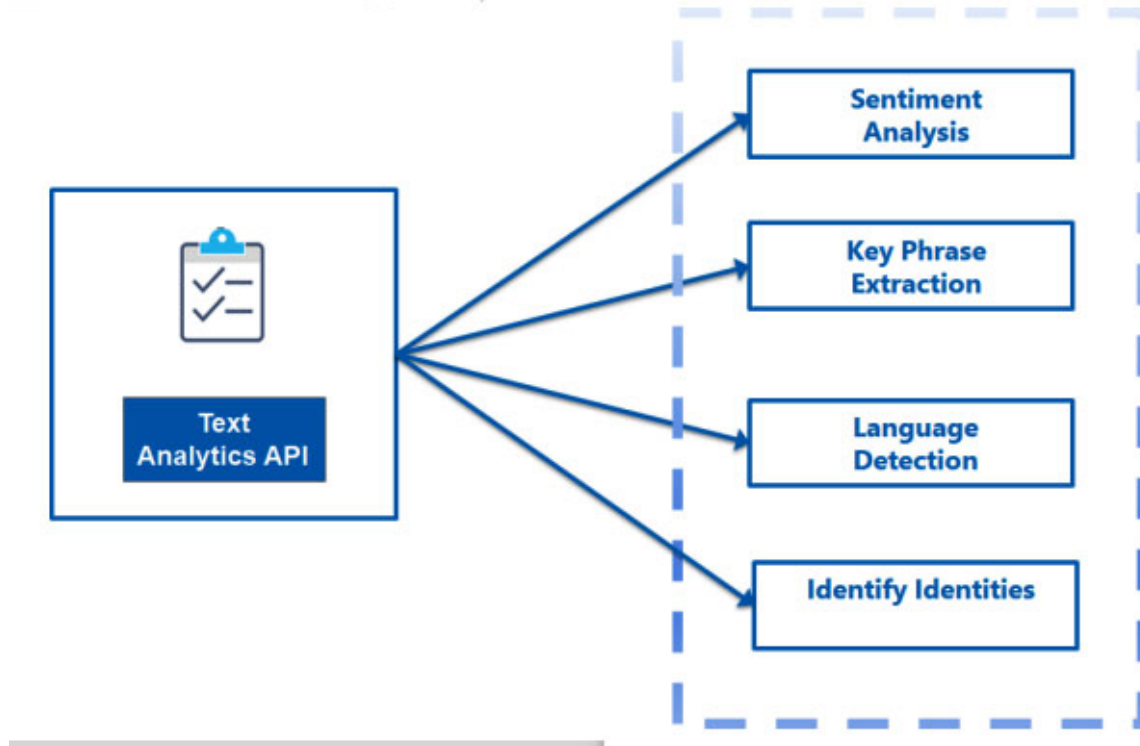 Sentiment
Analysis
Key Phrase
Extraction
Text
Analytics API
Language
Detection
Identify Identities